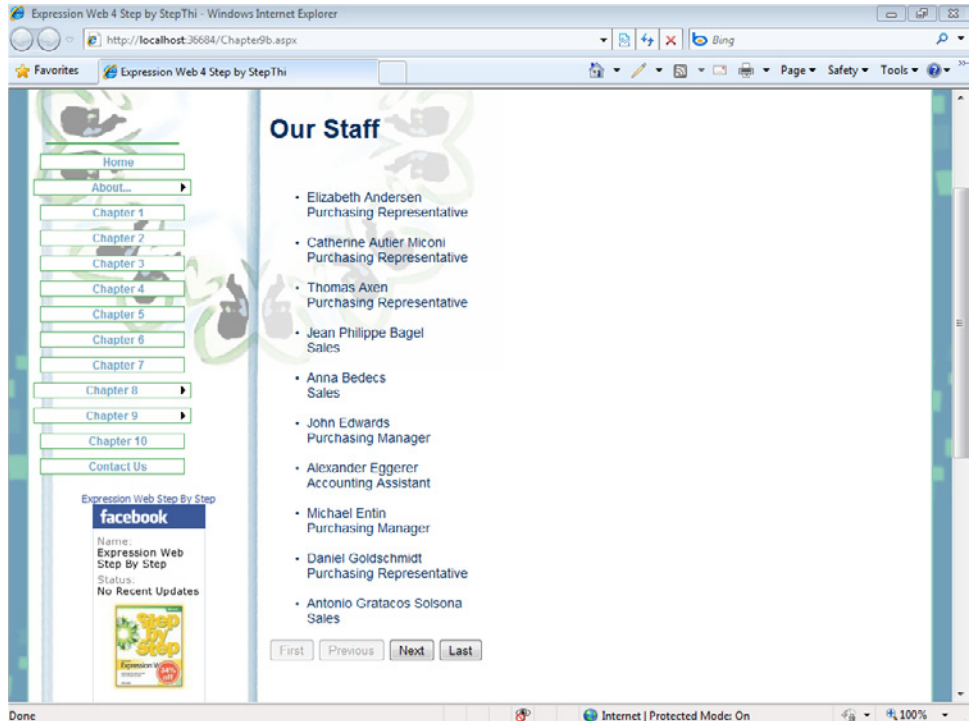 Expression Web 4 Step by StepThi - Windows Internet Explorer
http://localhost:36684/Chapter9b.aspx
Bing
Favorites
Expression Web 4 Step by StepThi
Page
Safety
Tools
Our Staff
Home
About...
Chapter 1
Chapter 2
Chapter 3
Chapter 4
Chapter 5
Chapter 6
Chapter 7
Chapter 8
Chapter 9
Chapter 10
Contact Us
Expression Web Step By Step
facebook
Name:
Expression Web
Step By Step
Status:
No Recent Updates
Step
by
Step
Expression
34%
off
• Elizabeth Andersen
Purchasing Representative
• Catherine Autier Miconi
Purchasing Representative
• Thomas Axen
Purchasing Representative
• Jean Philippe Bagel
Sales
• Anna Bedecs
Sales
• John Edwards
Purchasing Manager
• Alexander Eggerer
Accounting Assistant
• Michael Entin
Purchasing Manager
• Daniel Goldschmidt
Purchasing Representative
• Antonio Gratacos Solsona
Sales
First Previous Next Last
Done
Internet | Protected Mode: On
100%